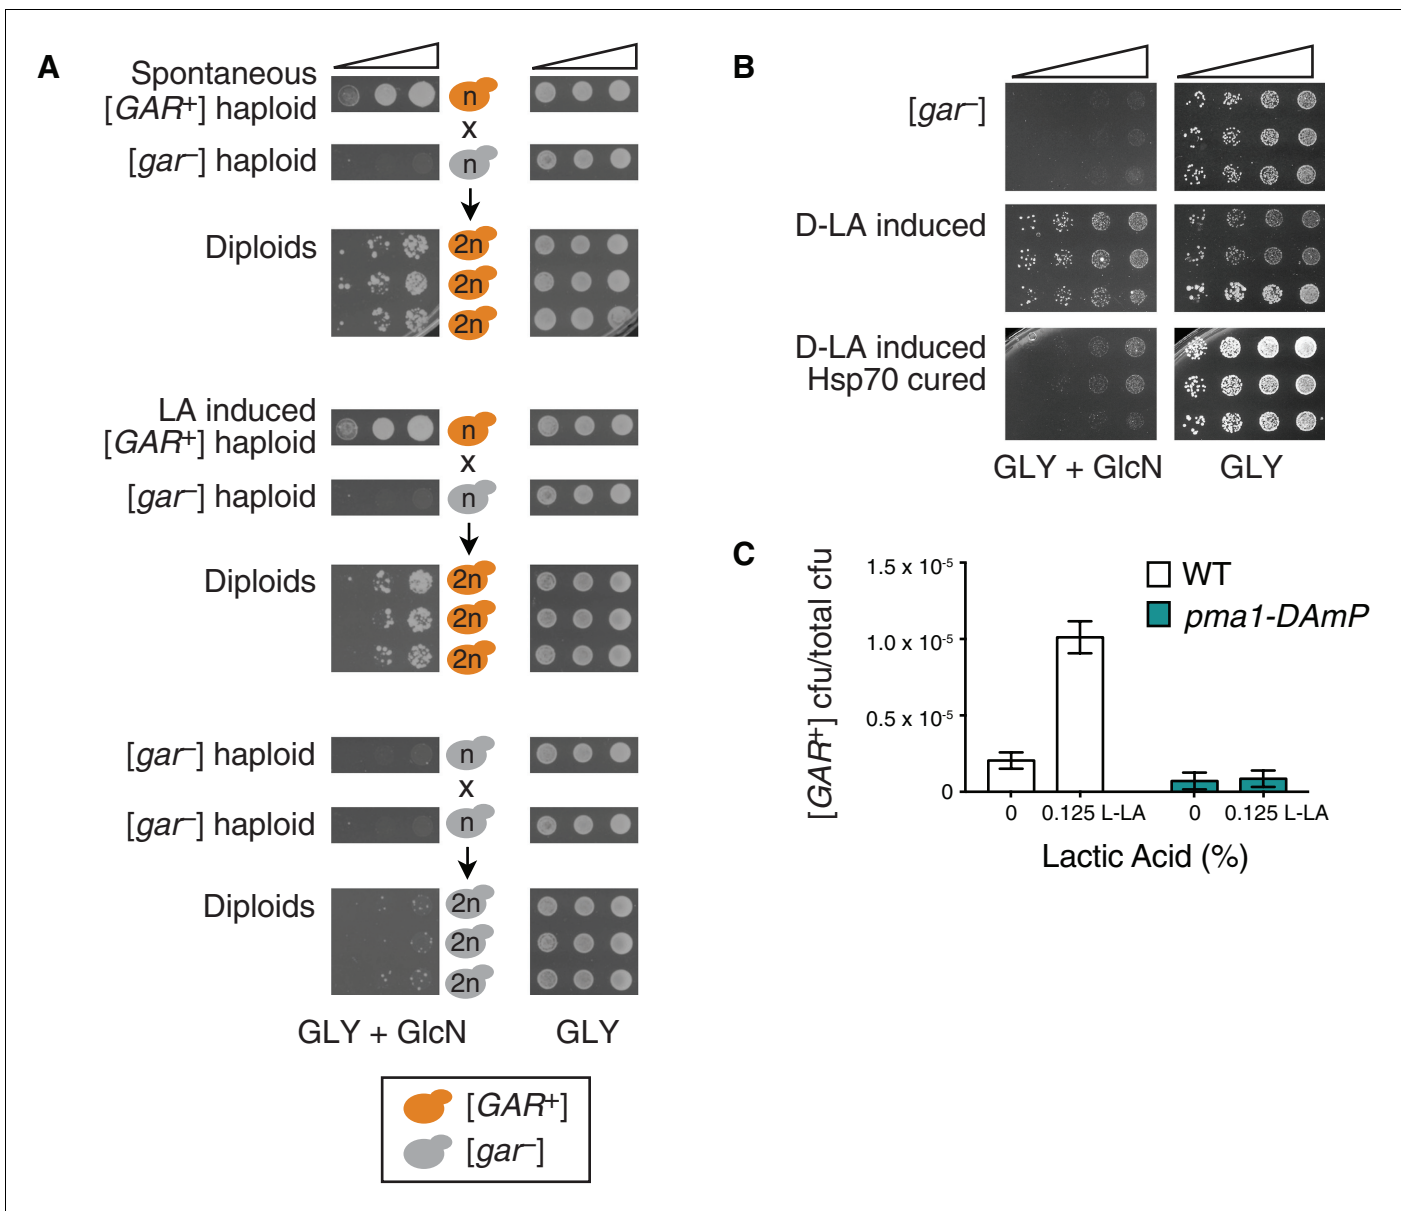 A
Spontaneous
[GAR⁺] haploid
n
x
[gar⁻] haploid
n
Diploids
2n
2n
2n
LA induced
[GAR⁺] haploid
n
x
[gar⁻] haploid
n
Diploids
2n
2n
2n
[gar⁻] haploid
n
x
[gar⁻] haploid
n
Diploids
2n
2n
2n
GLY + GlcN
GLY
[GAR⁺]
[gar⁻]
B
[gar⁻]
D-LA induced
D-LA induced
Hsp70 cured
GLY + GlcN
GLY
C
[GAR⁺] cfu/total cfu
1.5 x 10⁻⁵
1.0 x 10⁻⁵
0.5 x 10⁻⁵
0
WT
pma1-DAmP
0
0.125 L-LA
0
0.125 L-LA
Lactic Acid (%)